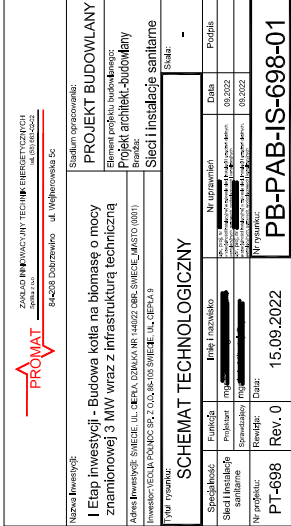 PROMAT
ZAKŁAD INNOWACYJNY TECHNIK ENERGETYCZNYCH
Spółka z o.o.
84-208 Dobrzewino ul. Wejherowska 5c
Nazwa inwestycji:
I Etap inwestycji - Budowa kotła na biomasę o mocy
znamionowej 3 MW wraz z infrastrukturą techniczną
Stadium opracowania:
PROJEKT BUDOWLANY
Element projektu budowlanego:
Projekt architekt.-budowlany
Adres inwestycji: ŚWIECIE, UL. CIEPŁA, DZIAŁKA NR 1440/22 OBR. ŚWIECIE_MIASTO (0001)
Branża:
Sieci i instalacje sanitarne
Inwestor: VEOLIA PÓŁNOC SP. Z O.O, 86-105 ŚWIECIE, UL. CIEPŁA 9
Tytuł rysunku:
SCHEMAT TECHNOLOGICZNY
Skala:
-
Specjalność Funkcja Imię i nazwisko Nr uprawnień Data Podpis
Sieci i instalacje
sanitarne
Projektant mg 09.2022
Sprawdzający mg 09.2022
Nr projektu:
PT-698
Rewizja:
Rev. 0
Data:
15.09.2022
Nr rysunku:
PB-PAB-IS-698-01